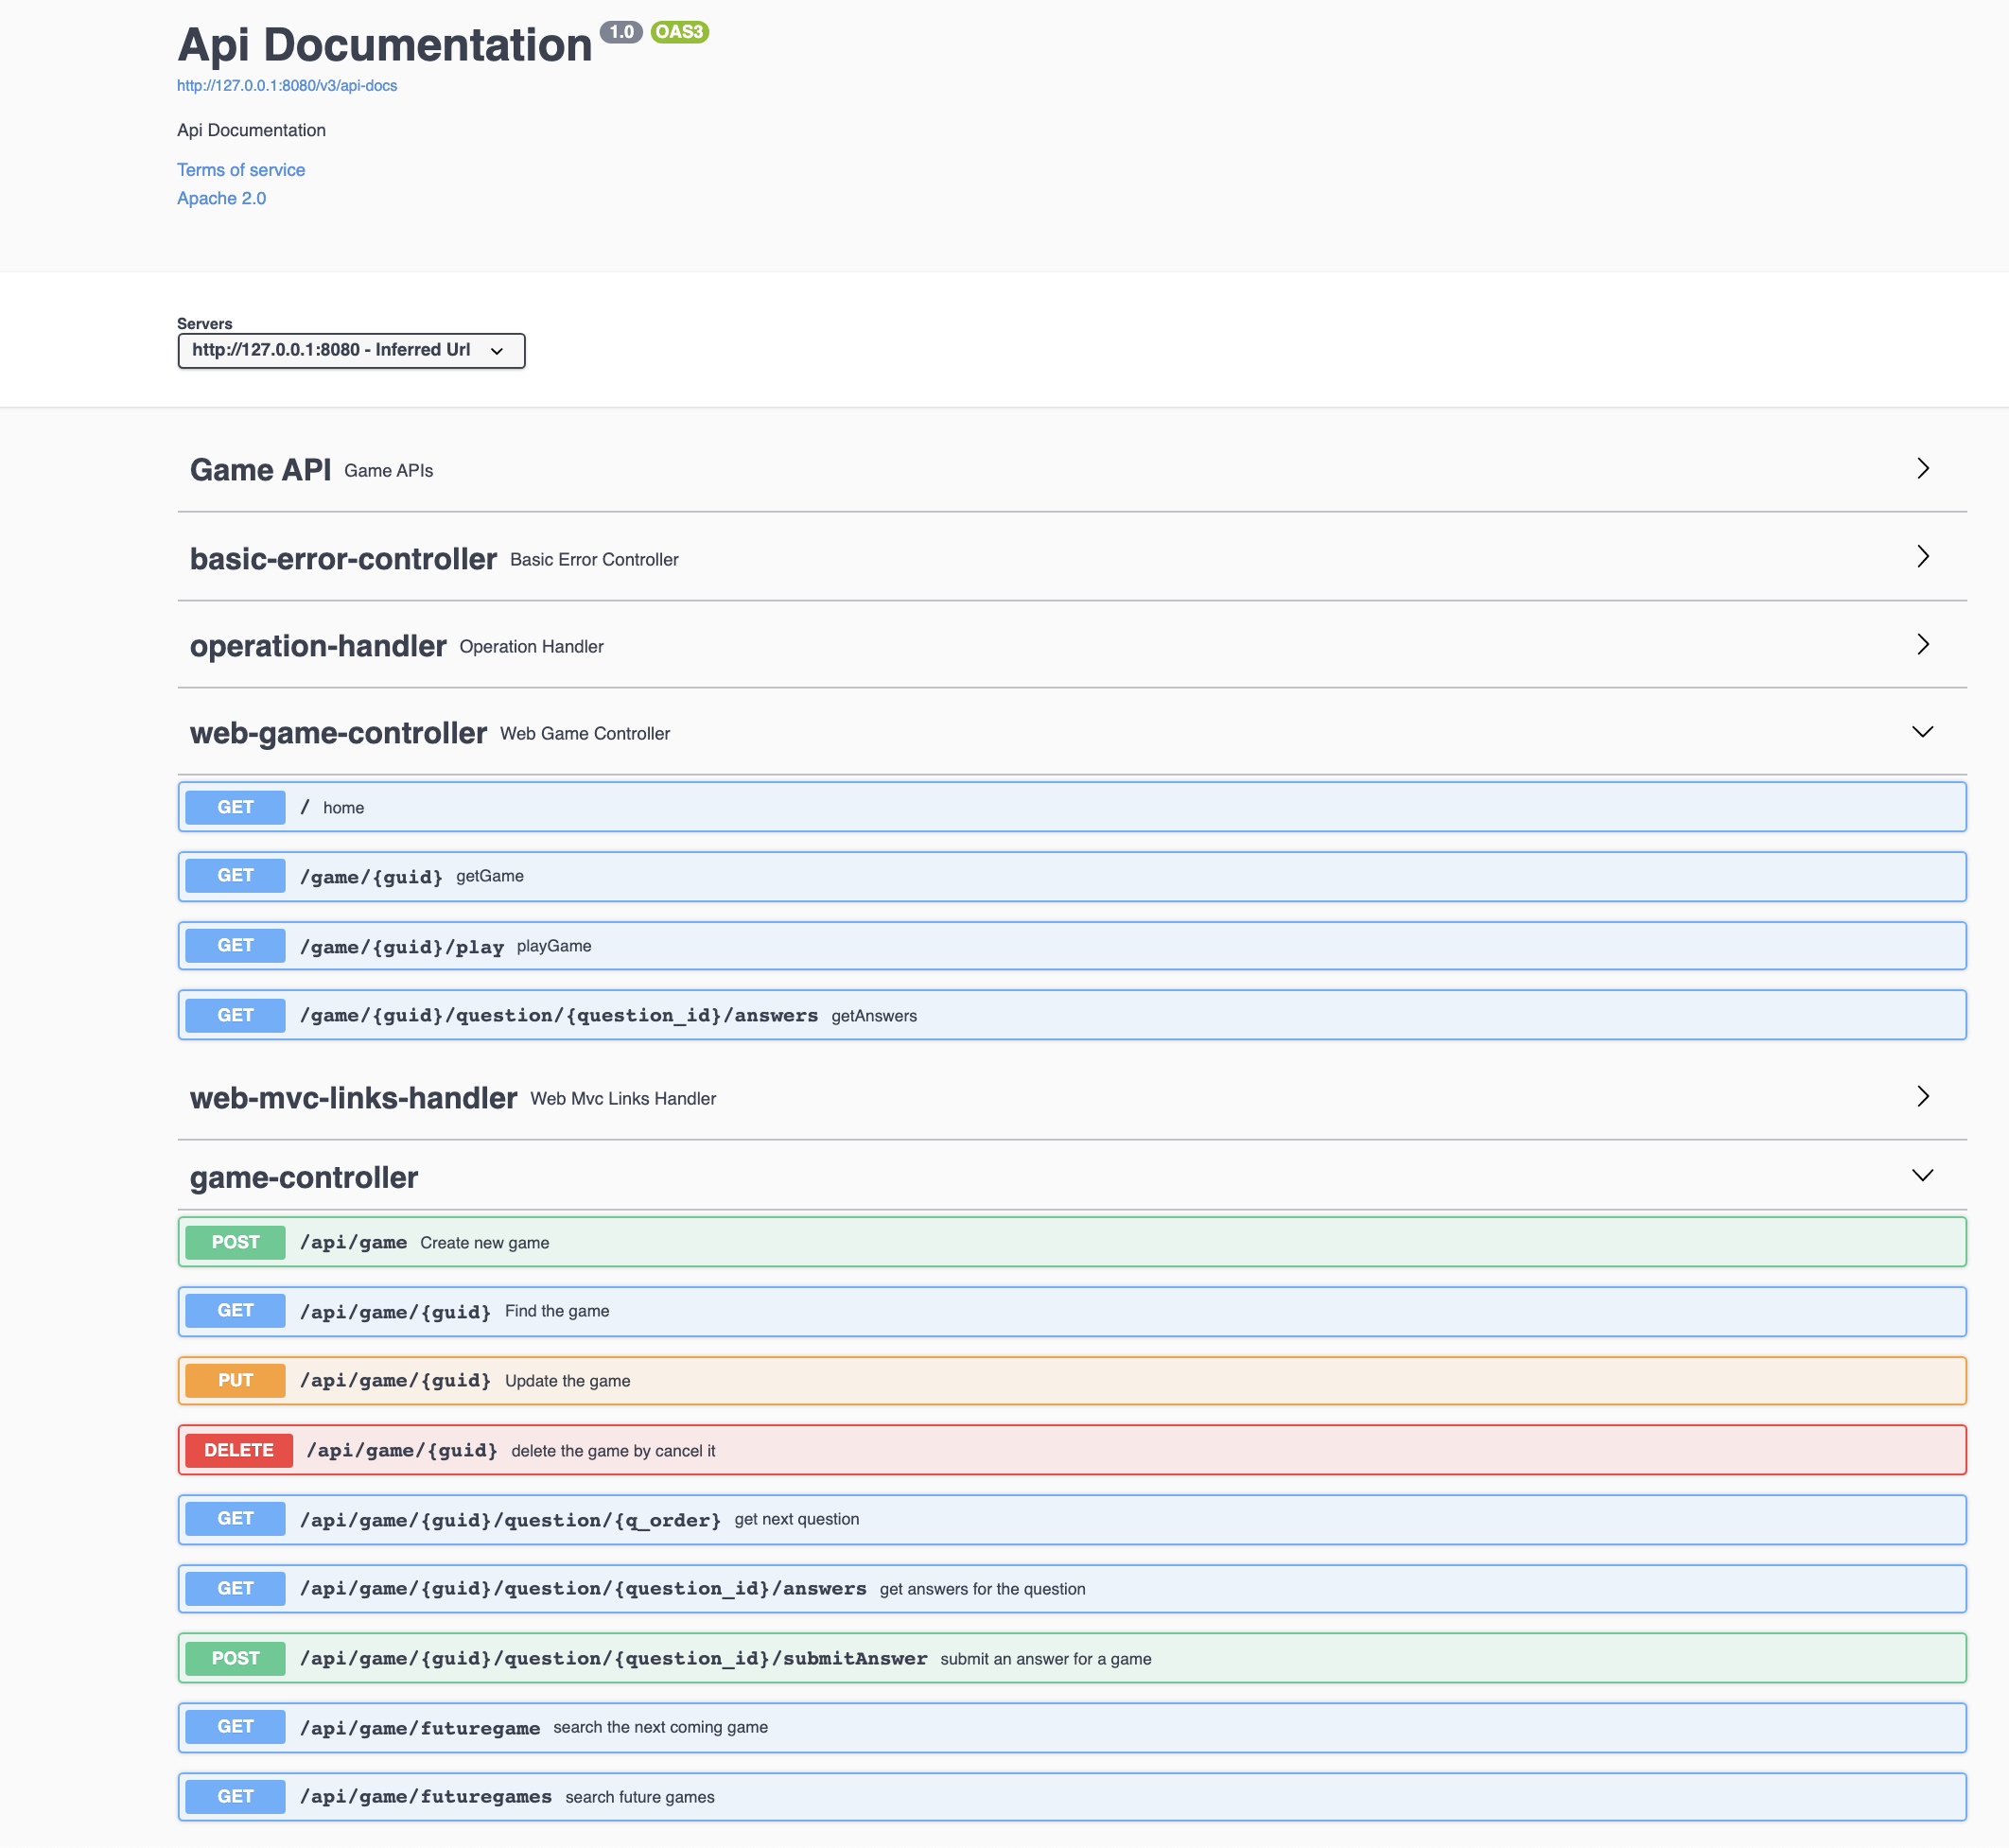 Api Documentation 1.0 OAS3
http://127.0.0.1:8080/v3/api-docs
Api Documentation
Terms of service
Apache 2.0
Servers
http://127.0.0.1:8080 - Inferred Url
Game API Game APIs
basic-error-controller Basic Error Controller
operation-handler Operation Handler
web-game-controller Web Game Controller
GET / home
GET /game/{guid} getGame
GET /game/{guid}/play playGame
GET /game/{guid}/question/{question_id}/answers getAnswers
web-mvc-links-handler Web Mvc Links Handler
game-controller
POST /api/game Create new game
GET /api/game/{guid} Find the game
PUT /api/game/{guid} Update the game
DELETE /api/game/{guid} delete the game by cancel it
GET /api/game/{guid}/question/{q_order} get next question
GET /api/game/{guid}/question/{question_id}/answers get answers for the question
POST /api/game/{guid}/question/{question_id}/submitAnswer submit an answer for a game
GET /api/game/futuregame search the next coming game
GET /api/game/futuregames search future games